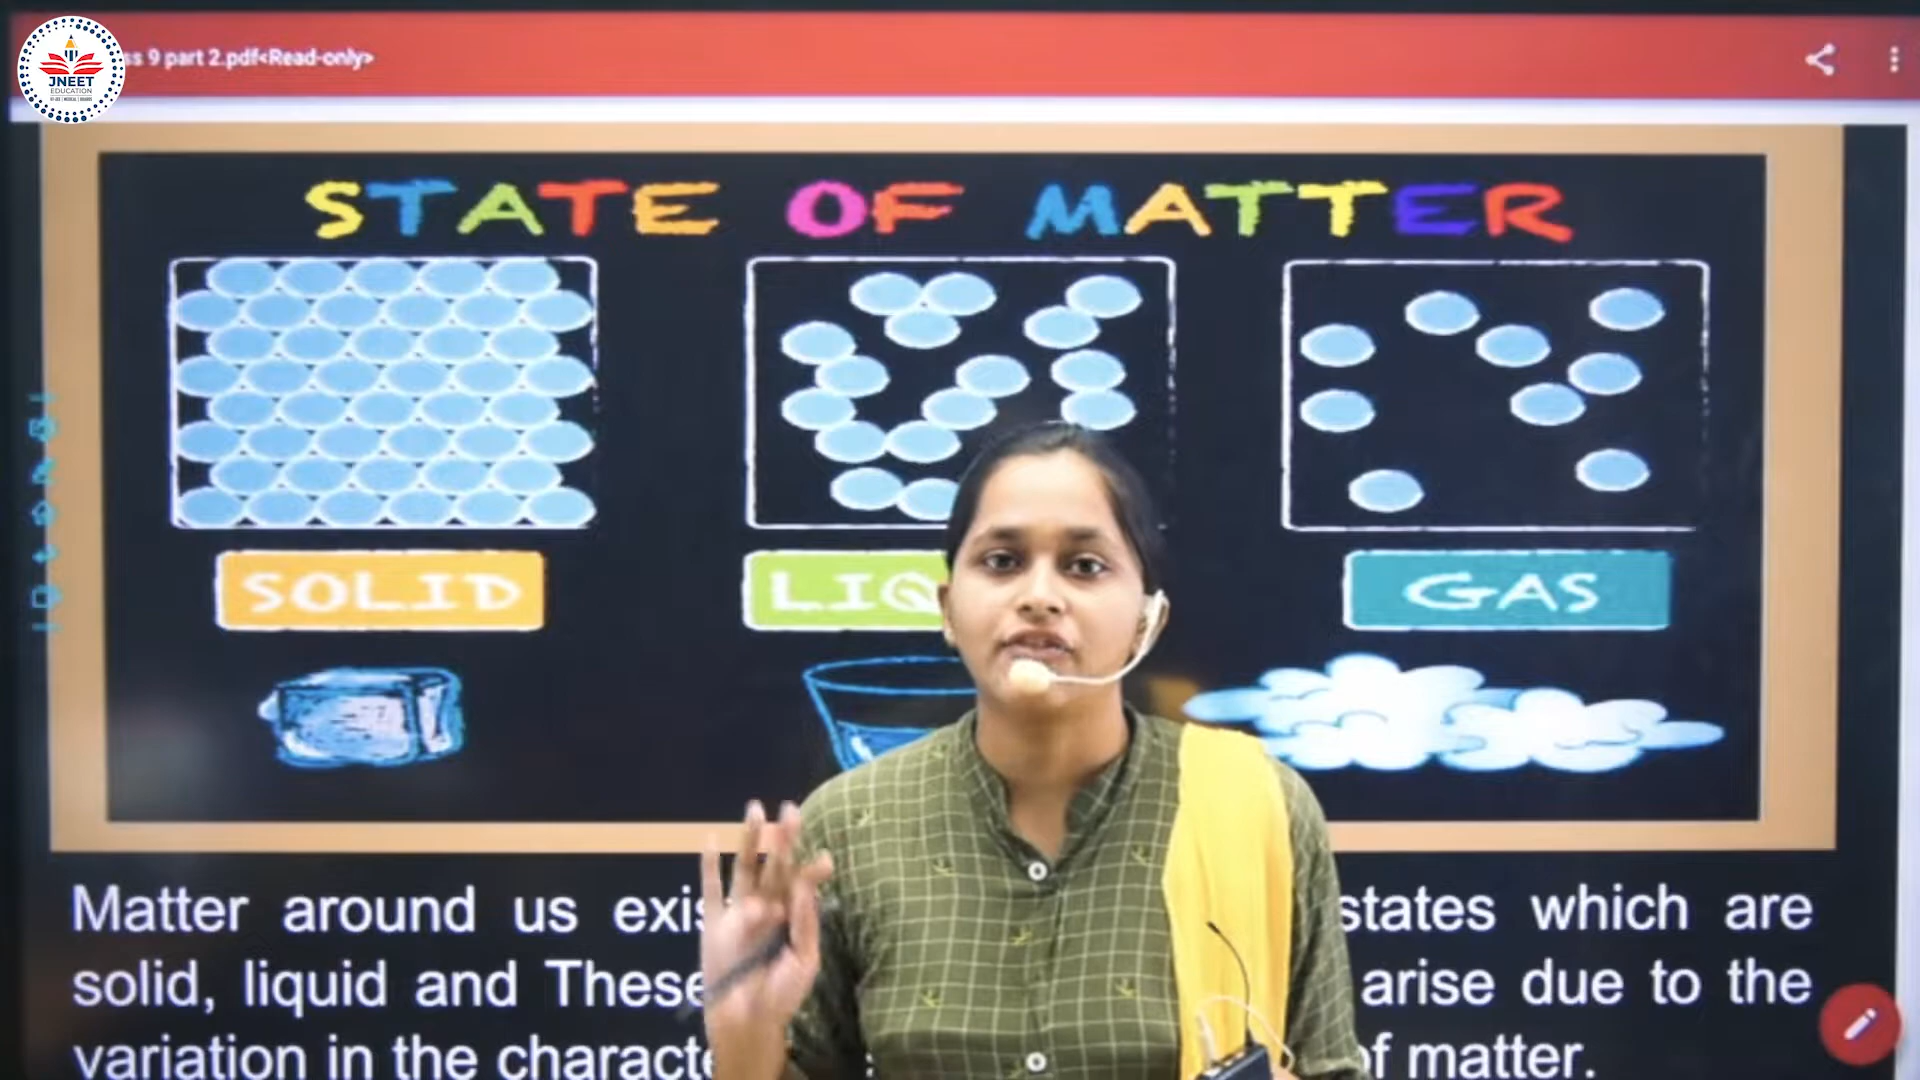 ss 9 part 2.pdf<Read-only>
JNEET
EDUCATION
STATE OF MATTER
SOLID
LIQ
GAS
Matter around us exis states which are
solid, liquid and These arise due to the
variation in the characte of matter.